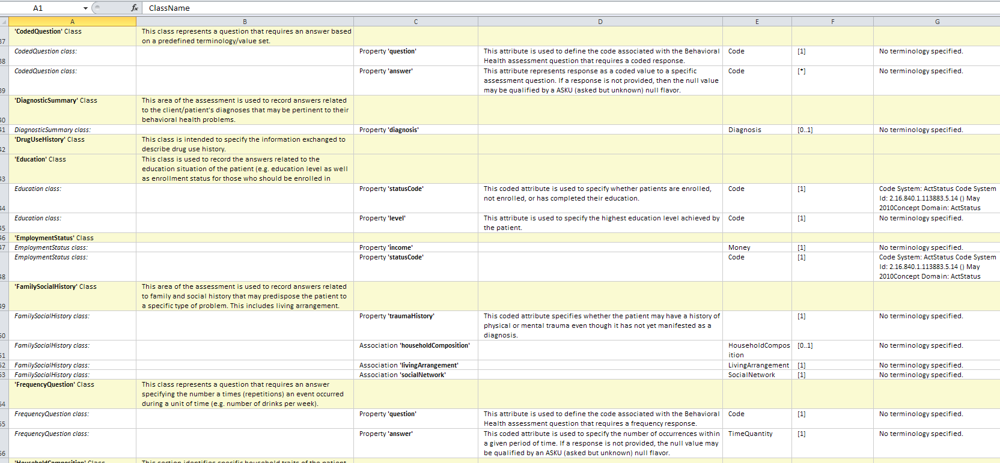 A1 fx ClassName
A B C D E F G
37 'CodedQuestion' Class This class represents a question that requires an answer based
on a predefined terminology/value set.
38 CodedQuestion class: Property 'question' This attribute is used to define the code associated with the Behavioral Code [1] No terminology specified.
Health assessment question that requires a coded response.
39 CodedQuestion class: Property 'answer' This attribute represents response as a coded value to a specific Code [*] No terminology specified.
assessment question. If a response is not provided, then the null value
may be qualified by a ASKU (asked but unknown) null flavor.
40 'DiagnosticSummary' Class This area of the assessment is used to record answers related
to the client/patient's diagnoses that may be pertinent to their
behavioral health problems.
41 DiagnosticSummary class: Property 'diagnosis' Diagnosis [0..1] No terminology specified.
42 'DrugUseHistory' Class This class is intended to specify the information exchanged to
describe drug use history.
43 'Education' Class This class is used to record the answers related to the
education situation of the patient (e.g. education level as well
as enrollment status for those who should be enrolled in
44 Education class: Property 'statusCode' This coded attribute is used to specify whether patients are enrolled, Code [1] Code System: ActStatus Code System
not enrolled, or has completed their education. Id: 2.16.840.1.113883.5.14 () May
2010Concept Domain: ActStatus
45 Education class: Property 'level' This attribute is used to specify the highest education level achieved by Code [1] No terminology specified.
the patient.
46 'EmploymentStatus' Class
47 EmploymentStatus class: Property 'income' Money [1] No terminology specified.
48 EmploymentStatus class: Property 'statusCode' Code [1] Code System: ActStatus Code System
Id: 2.16.840.1.113883.5.14 () May
2010Concept Domain: ActStatus
49 'FamilySocialHistory' Class This area of the assessment is used to record answers related
to family and social history that may predispose the patient to
a specific type of problem. This includes living arrangement.
50 FamilySocialHistory class: Property 'traumaHistory' This coded attribute specifies whether the patient may have a history of [1] No terminology specified.
physical or mental trauma even though it has not yet manifested as a
diagnosis.
51 FamilySocialHistory class: Association 'householdComposition' HouseholdCompos [0..1] No terminology specified.
ition
52 FamilySocialHistory class: Association 'livingArrangement' LivingArrangement [1] No terminology specified.
53 FamilySocialHistory class: Association 'socialNetwork' SocialNetwork [1] No terminology specified.
54 'FrequencyQuestion' Class This class represents a question that requires an answer
specifying the number a times (repetitions) an event occurred
during a unit of time (e.g. number of drinks per week).
55 FrequencyQuestion class: Property 'question' This attribute is used to define the code associated with the Behavioral Code [1] No terminology specified.
Health assessment question that requires a frequency response.
56 FrequencyQuestion class: Property 'answer' This coded attribute is used to specify the number of occurrences within TimeQuantity [1] No terminology specified.
a given period of time. If a response is not provided, the null value may
be qualified by an ASKU (asked but unknown) null flavor.
'HouseholdComposition' Class This section identifies specific household traits of the patient